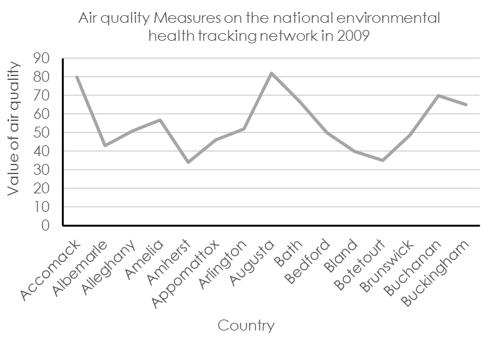 Air quality Measures on the national environmental
health tracking network in 2009
Value of air quality
90
80
70
60
50
40
30
20
10
0
Accomack
Albemarle
Alleghany
Amelia
Amherst
Appomattox
Arlington
Augusta
Bath
Bedford
Bland
Botetourt
Brunswick
Buchanan
Buckingham
Country